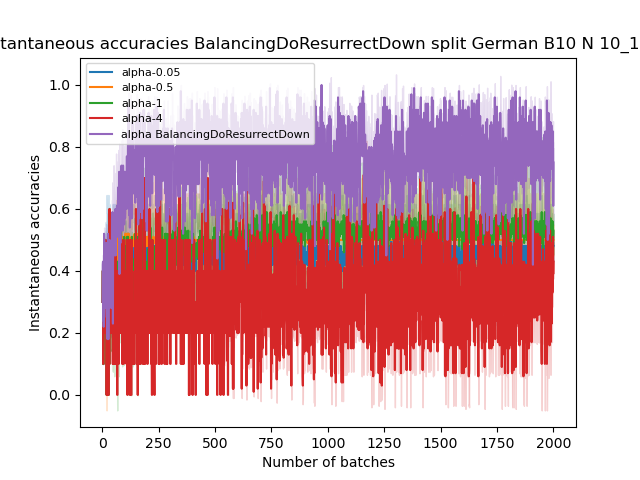 tantaneous accuracies BalancingDoResurrectDown split German B10 N 10_1
alpha-0.05
alpha-0.5
alpha-1
alpha-4
alpha BalancingDoResurrectDown
Instantaneous accuracies
1.0
0.8
0.6
0.4
0.2
0.0
0 250 500 750 1000 1250 1500 1750 2000
Number of batches